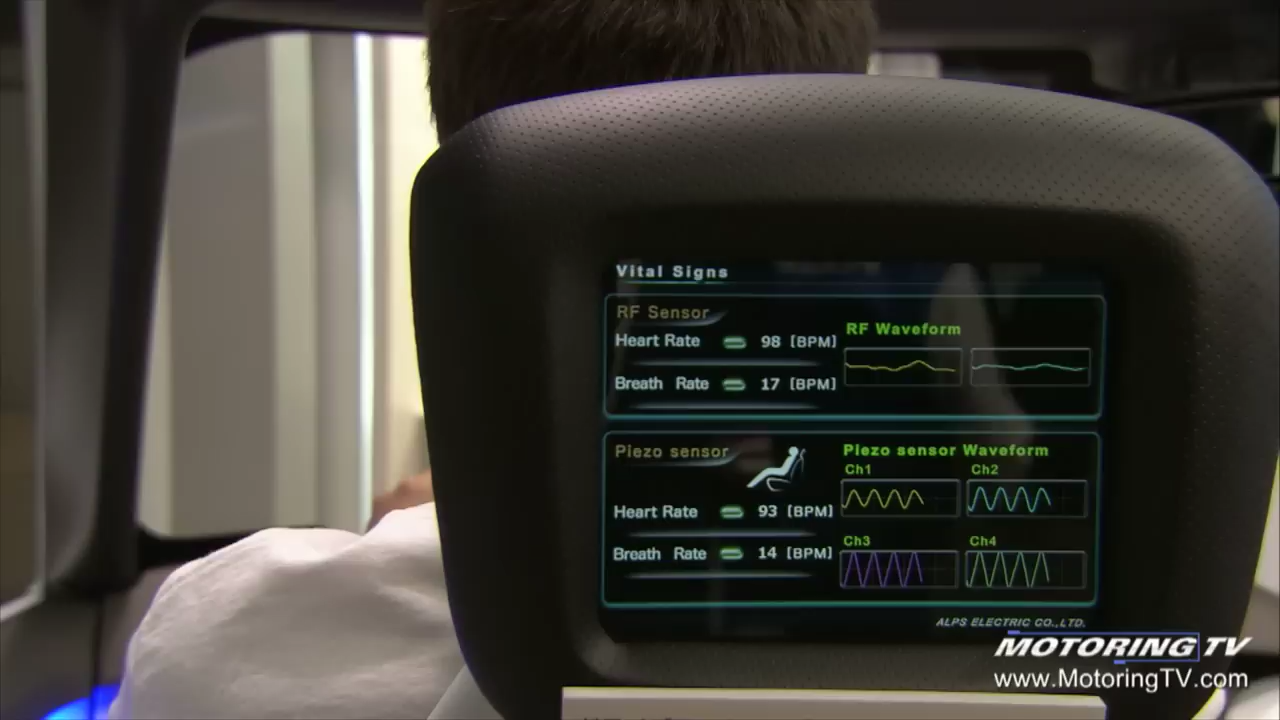 Vital Signs
RF Sensor
Heart Rate 98 [BPM]
Breath Rate 17 [BPM]
RF Waveform
Piezo sensor
Heart Rate 93 [BPM]
Breath Rate 14 [BPM]
Piezo sensor Waveform
Ch1 Ch2
Ch3 Ch4
ALPS ELECTRIC CO.,LTD.
MOTORING TV
www.MotoringTV.com